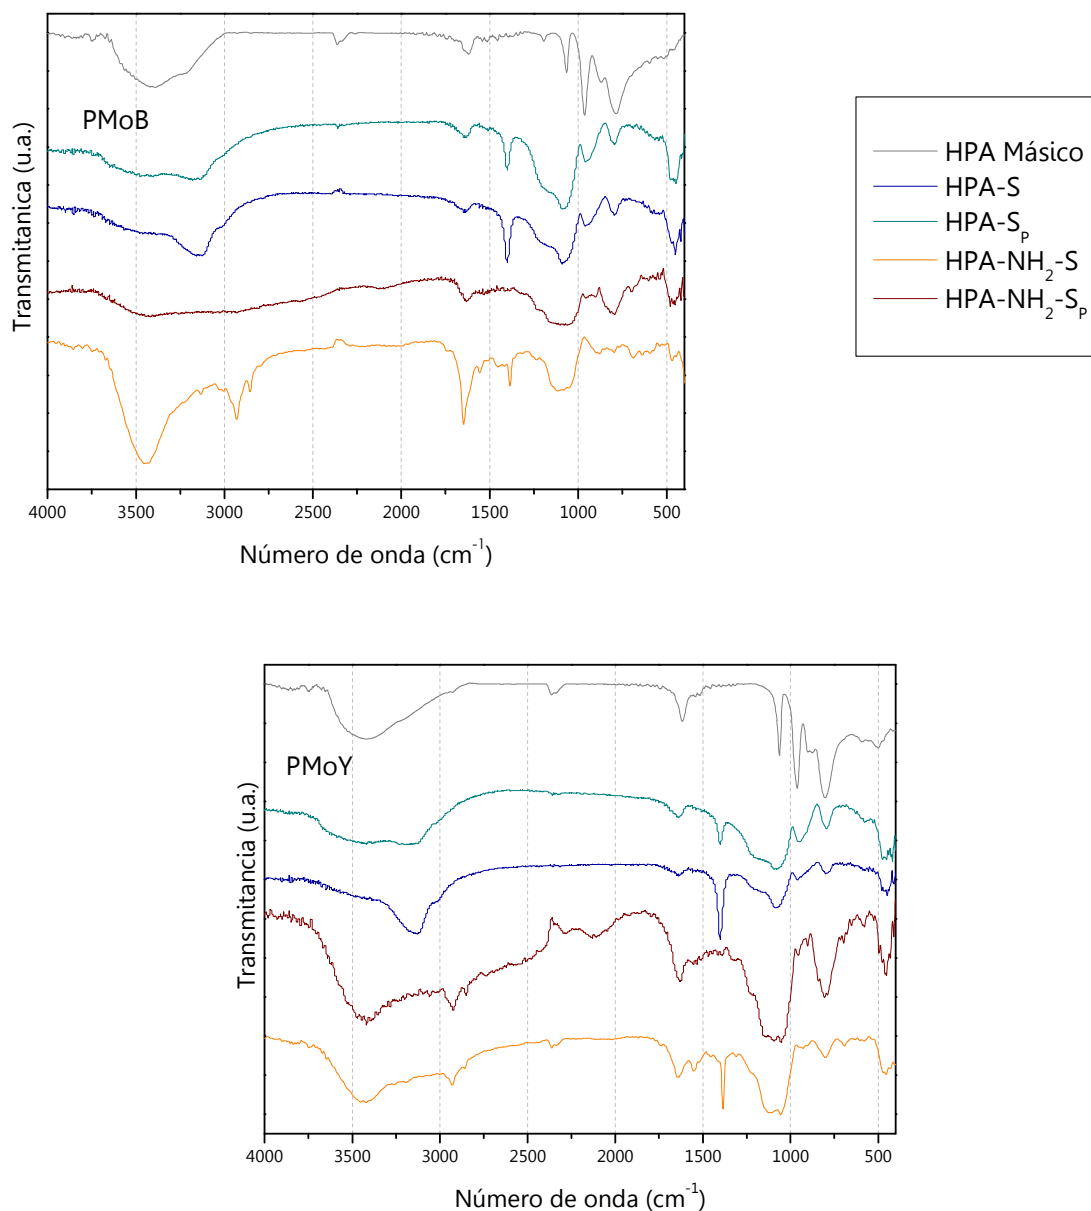 PMoB
Transmitanica (u.a.)
4000 3500 3000 2500 2000 1500 1000 500
Número de onda (cm-1)
HPA Másico
HPA-S
HPA-SP
HPA-NH2-S
HPA-NH2-SP
PMoY
Transmitancia (u.a.)
4000 3500 3000 2500 2000 1500 1000 500
Número de onda (cm-1)